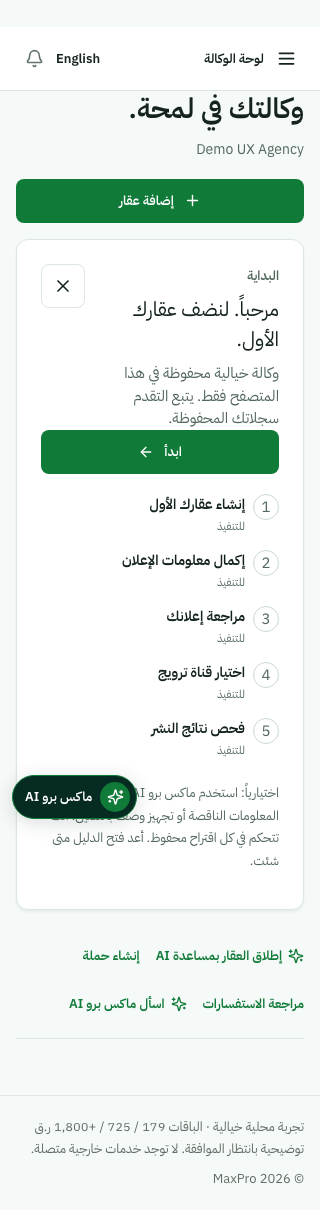 لوحة الوكالة
English
وكالتك في لمحة.
Demo UX Agency
إضافة عقار
البداية
مرحباً. لنضف عقارك
الأول.
وكالة خيالية محفوظة في هذا
المتصفح فقط. يتبع التقدم
سجلاتك المحفوظة.
ابدأ
1 إنشاء عقارك الأول
للتنفيذ
2 إكمال معلومات الإعلان
للتنفيذ
3 مراجعة إعلانك
للتنفيذ
4 اختيار قناة ترويج
للتنفيذ
5 فحص نتائج النشر
للتنفيذ
اختيارياً: استخدم ماكس برو AI
ماكس برو AI
المعلومات الناقصة أو تجهيز وصف
تتحكم في كل اقتراح محفوظ. أعد فتح الدليل متى
شئت.
إطلاق العقار بمساعدة AI
إنشاء حملة
مراجعة الاستفسارات
اسأل ماكس برو AI
تجربة محلية خيالية · الباقات 179 / 725 / +1,800 ر.ق
توضيحية بانتظار الموافقة. لا توجد خدمات خارجية متصلة.
© 2026 MaxPro